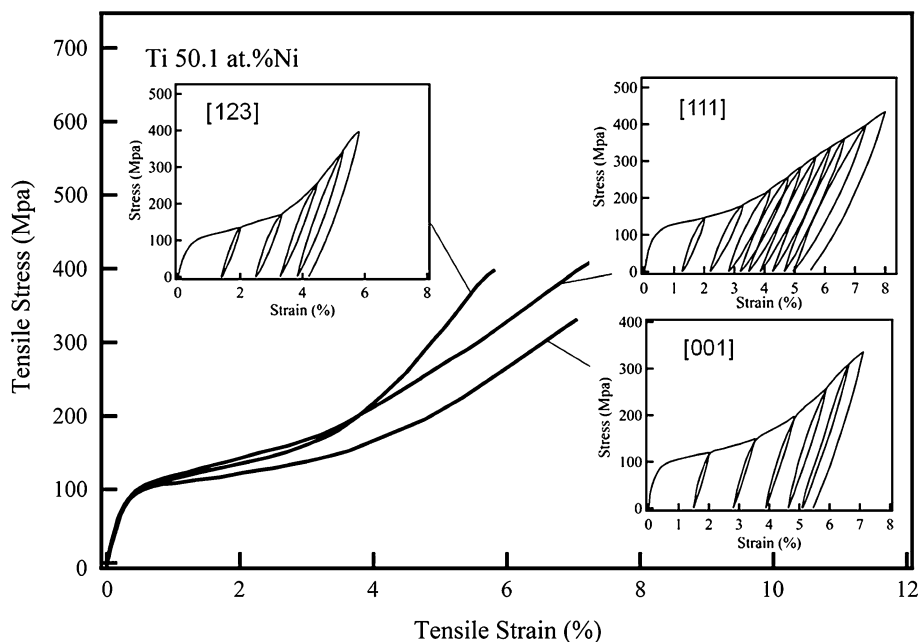 Ti 50.1 at.%Ni
Tensile Stress (Mpa)
700
600
500
400
300
200
100
0
0 2 4 6 8 10 12
Tensile Strain (%)
[123]
Stress (Mpa)
500
400
300
200
100
0
0 2 4 6 8
Strain (%)
[111]
Stress (Mpa)
500
400
300
200
100
0
0 1 2 3 4 5 6 7 8
Strain (%)
[001]
Stress (Mpa)
400
300
200
100
0
0 1 2 3 4 5 6 7 8
Strain (%)